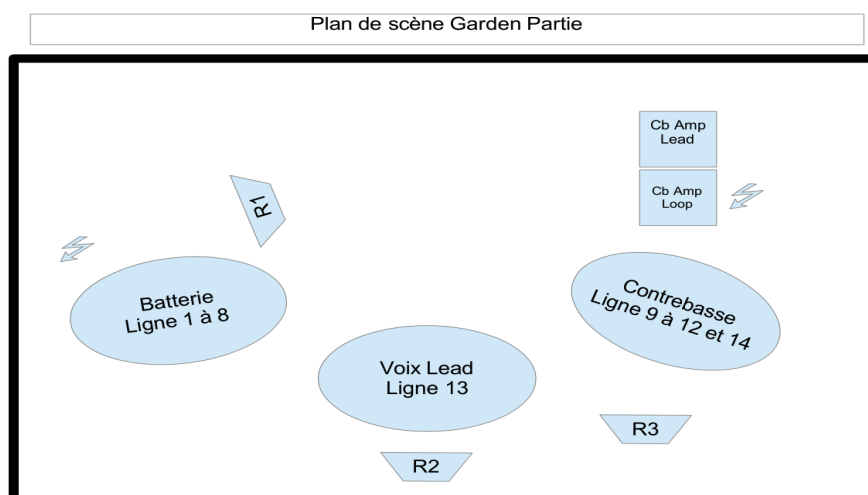 Plan de scène Garden Partie
Cb Amp
Lead
Cb Amp
Loop
R1
Batterie
Ligne 1 à 8
Contrebasse
Ligne 9 à 12 et 14
Voix Lead
Ligne 13
R3
R2